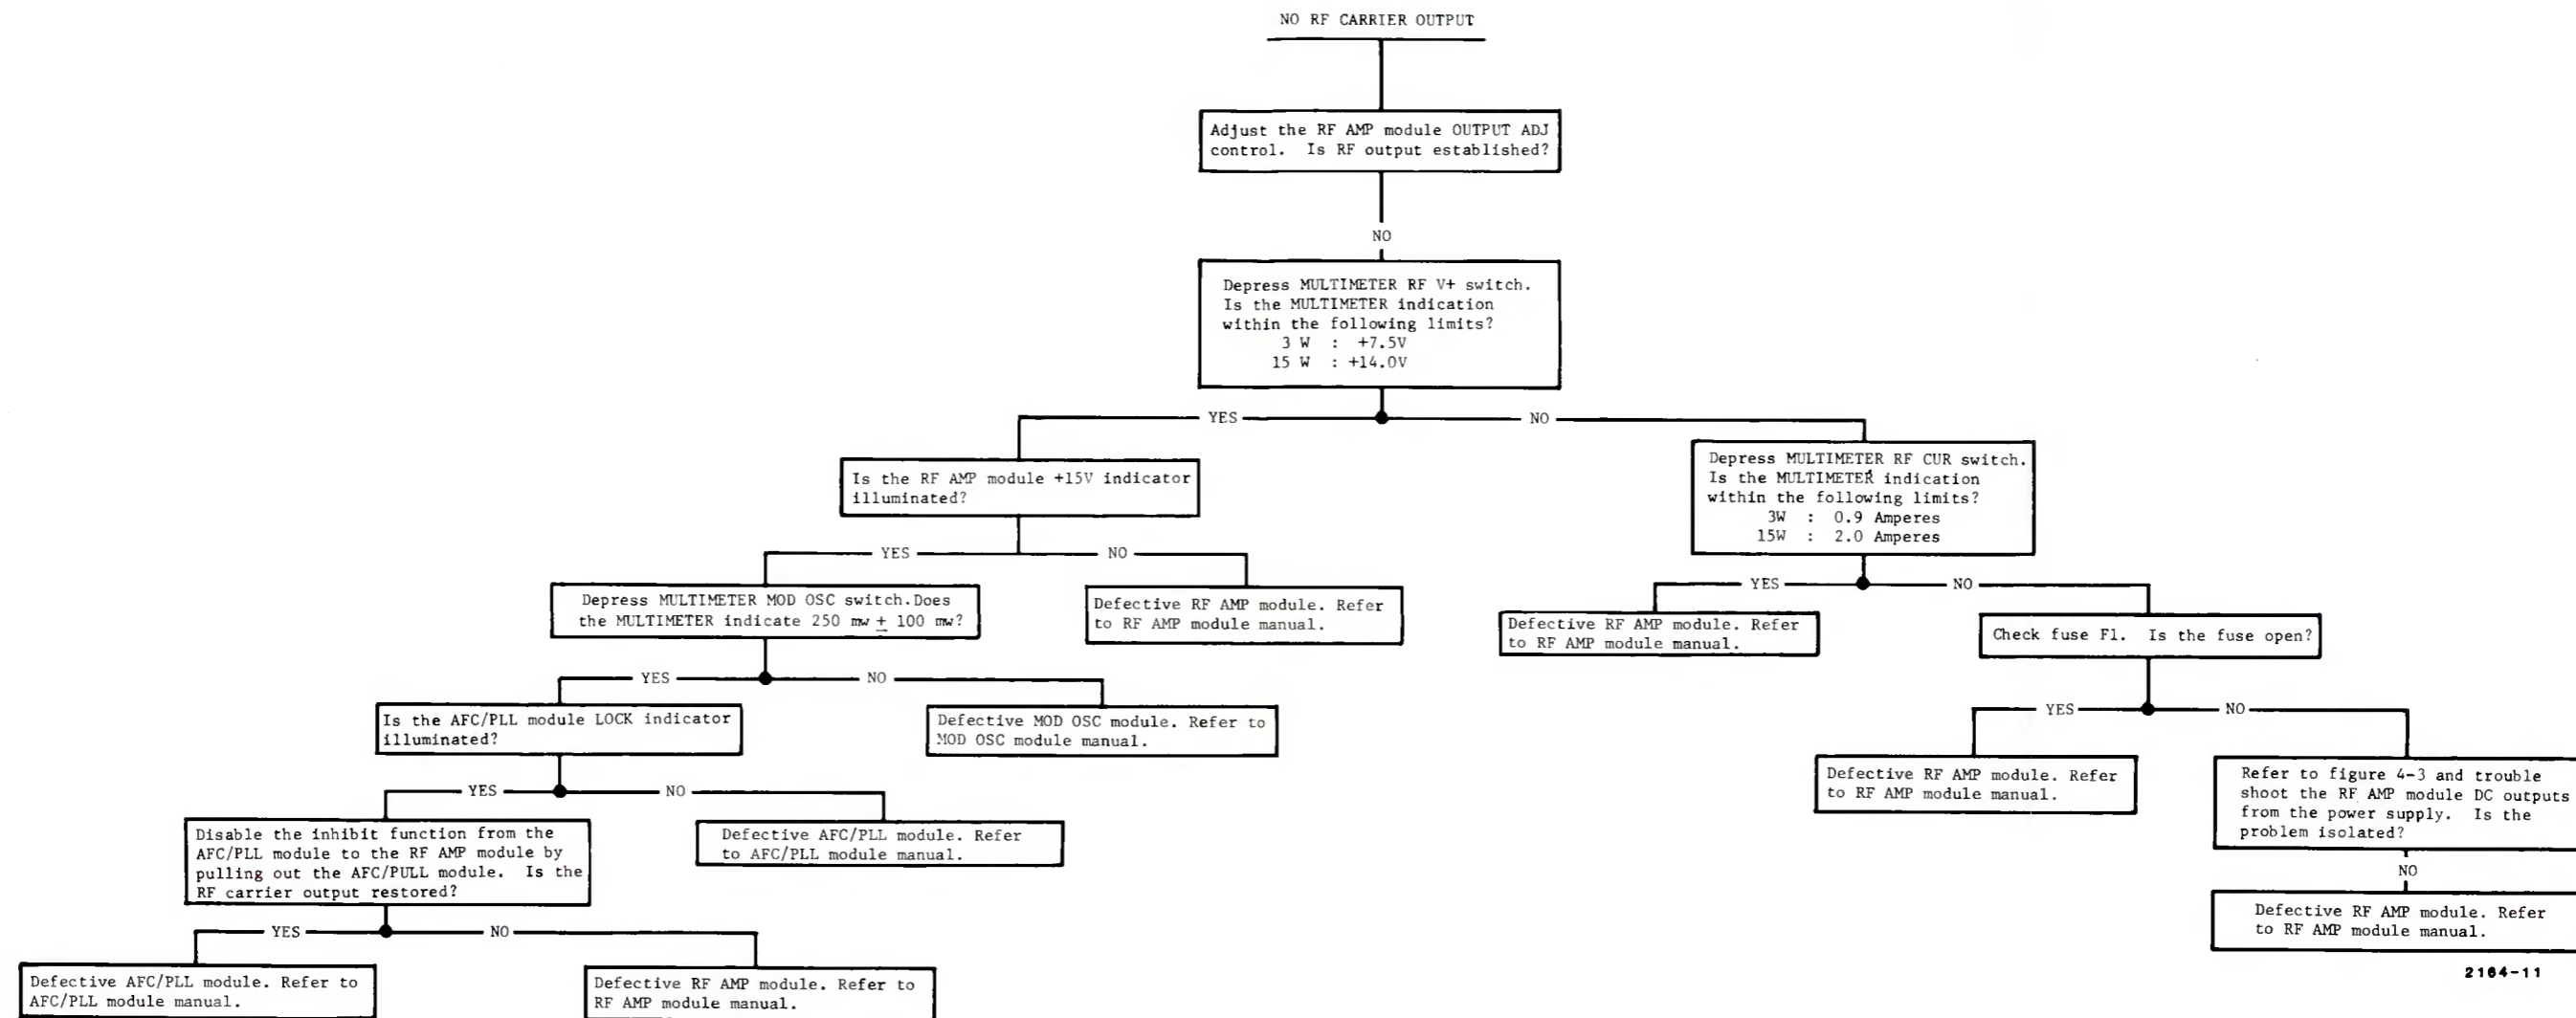 NO RF CARRIER OUTPUT
Adjust the RF AMP module OUTPUT ADJ
control. Is RF output established?
NO
Depress MULTIMETER RF V+ switch.
Is the MULTIMETER indication
within the following limits?
3 W : +7.5V
15 W : +14.0V
YES
NO
Is the RF AMP module +15V indicator
illuminated?
Depress MULTIMETER RF CUR switch.
Is the MULTIMETER indication
within the following limits?
3W : 0.9 Amperes
15W : 2.0 Amperes
YES
NO
YES
NO
Depress MULTIMETER MOD OSC switch.Does
the MULTIMETER indicate 250 mw ± 100 mw?
Defective RF AMP module. Refer
to RF AMP module manual.
Defective RF AMP module. Refer
to RF AMP module manual.
Check fuse F1. Is the fuse open?
YES
NO
YES
NO
Is the AFC/PLL module LOCK indicator
illuminated?
Defective MOD OSC module. Refer to
MOD OSC module manual.
Defective RF AMP module. Refer
to RF AMP module manual.
Refer to figure 4-3 and trouble
shoot the RF AMP module DC outputs
from the power supply. Is the
problem isolated?
YES
NO
Disable the inhibit function from the
AFC/PLL module to the RF AMP module by
pulling out the AFC/PULL module. Is the
RF carrier output restored?
Defective AFC/PLL module. Refer
to AFC/PLL module manual.
NO
Defective RF AMP module. Refer
to RF AMP module manual.
YES
NO
Defective AFC/PLL module. Refer to
AFC/PLL module manual.
Defective RF AMP module. Refer to
RF AMP module manual.
2164-11